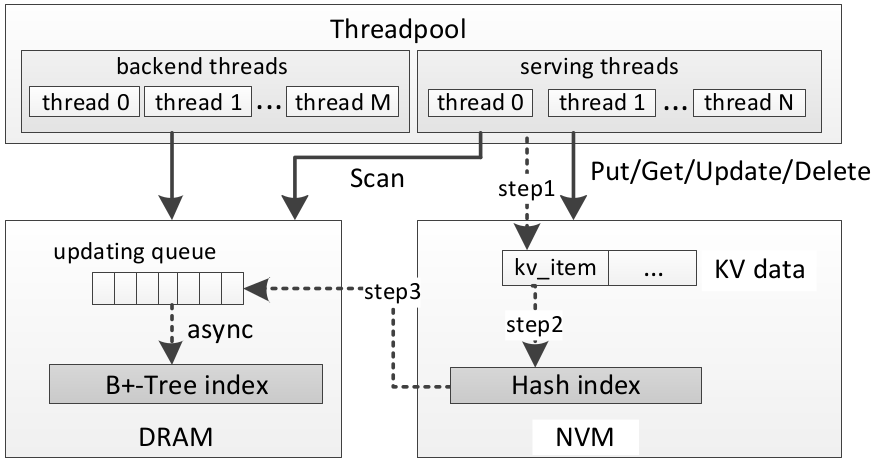 Threadpool
backend threads
thread 0 thread 1 ... thread M
serving threads
thread 0 thread 1 ... thread N
Scan
step1
Put/Get/Update/Delete
updating queue
async
B+-Tree index
DRAM
step3
kv_item ...
KV data
step2
Hash index
NVM